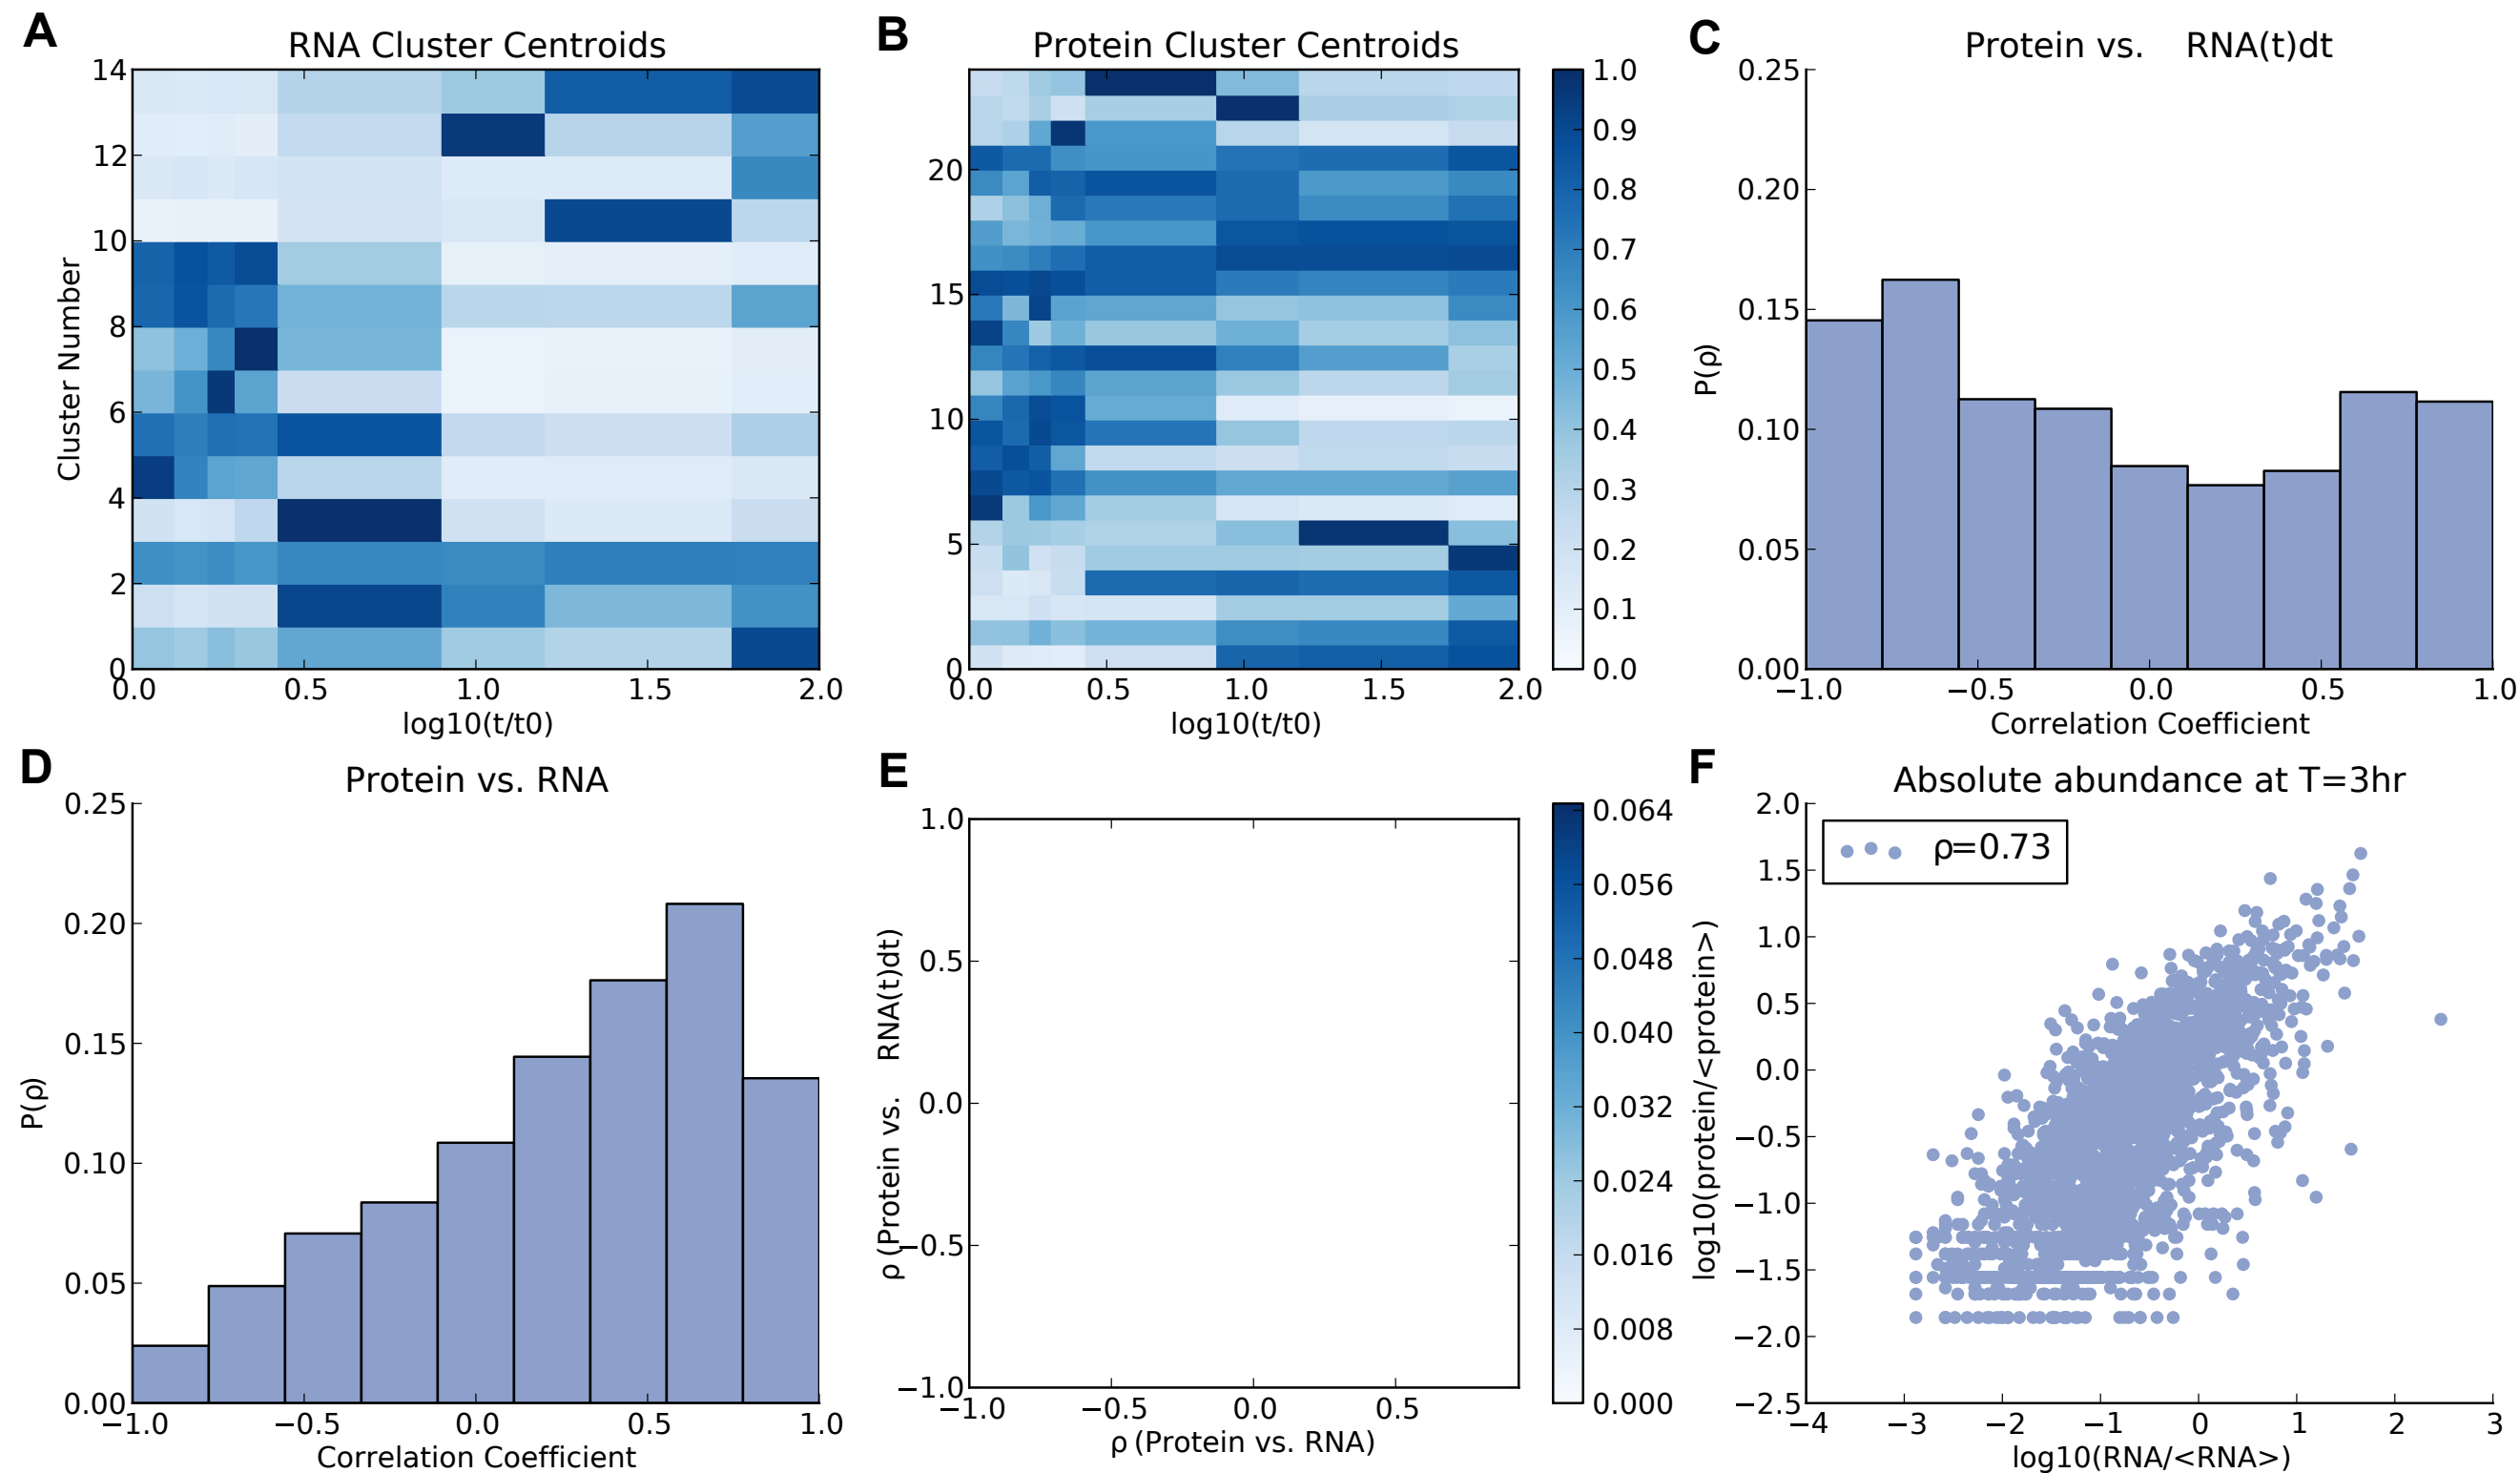 A
RNA Cluster Centroids
14
12
10
8
6
4
2
0
Cluster Number
0.0 0.5 1.0 1.5 2.0
log10(t/t0)
B
Protein Cluster Centroids
20
15
10
5
0
0.0 0.5 1.0 1.5 2.0
log10(t/t0)
1.0
0.9
0.8
0.7
0.6
0.5
0.4
0.3
0.2
0.1
0.0
C
Protein vs. RNA(t)dt
0.25
0.20
0.15
0.10
0.05
0.00
P(ρ)
−1.0 −0.5 0.0 0.5 1.0
Correlation Coefficient
D
Protein vs. RNA
0.25
0.20
0.15
0.10
0.05
0.00
P(ρ)
−1.0 −0.5 0.0 0.5 1.0
Correlation Coefficient
E
1.0
0.5
0.0
−0.5
−1.0
ρ (Protein vs. RNA(t)dt)
−1.0 −0.5 0.0 0.5
ρ (Protein vs. RNA)
0.064
0.056
0.048
0.040
0.032
0.024
0.016
0.008
0.000
F
Absolute abundance at T=3hr
ρ=0.73
2.0
1.5
1.0
0.5
0.0
−0.5
−1.0
−1.5
−2.0
−2.5
log10(protein/<protein>)
−4 −3 −2 −1 0 1 2 3
log10(RNA/<RNA>)